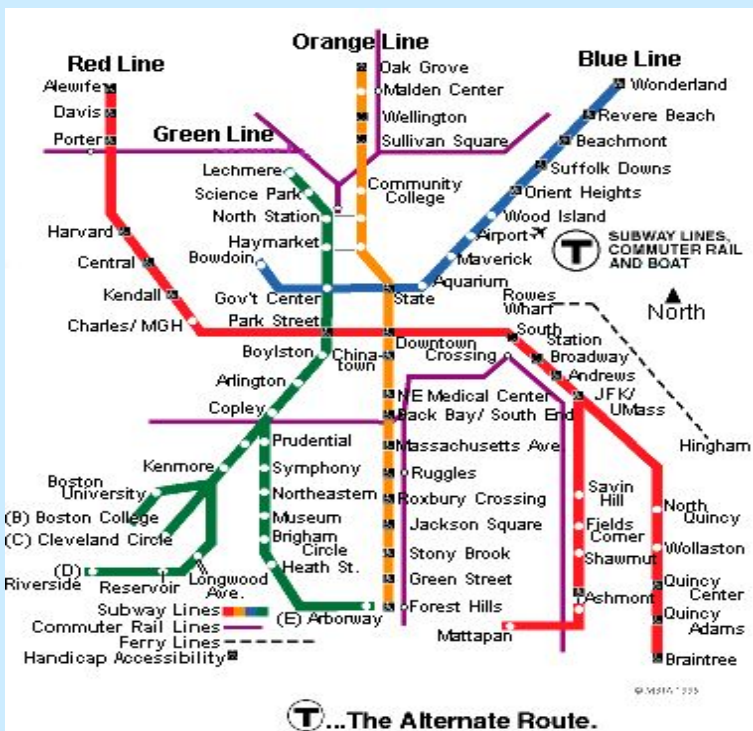 Orange Line
Red Line
Blue Line
Green Line
Alewife
Davis
Porter
Harvard
Central
Kendall
Charles/ MGH
Park Street
Downtown
Crossing
South
Station
Broadway
Andrews
JFK/
UMass
Savin
Hill
Fields
Corner
Shawmut
Ashmont
Mattapan
North
Quincy
Wollaston
Quincy
Center
Quincy
Adams
Braintree
Oak Grove
Malden Center
Wellington
Sullivan Square
Community
College
State
China-
town
NE Medical Center
Back Bay/ South End
Massachusetts Ave.
Ruggles
Roxbury Crossing
Jackson Square
Stony Brook
Green Street
Forest Hills
Wonderland
Revere Beach
Beachmont
Suffolk Downs
Orient Heights
Wood Island
Airport
Maverick
Aquarium
Bowdoin
Lechmere
Science Park
North Station
Haymarket
Gov't Center
Boylston
Arlington
Copley
Prudential
Symphony
Northeastern
Museum
Brigham
Circle
Heath St.
(E) Arborway
Kenmore
Boston
University
(B) Boston College
(C) Cleveland Circle
(D)
Riverside
Reservoir
Longwood
Ave.
T
SUBWAY LINES,
COMMUTER RAIL
AND BOAT
North
Rowes
Wharf
Hingham
Subway Lines
Commuter Rail Lines
Ferry Lines
Handicap Accessibility
T...The Alternate Route.